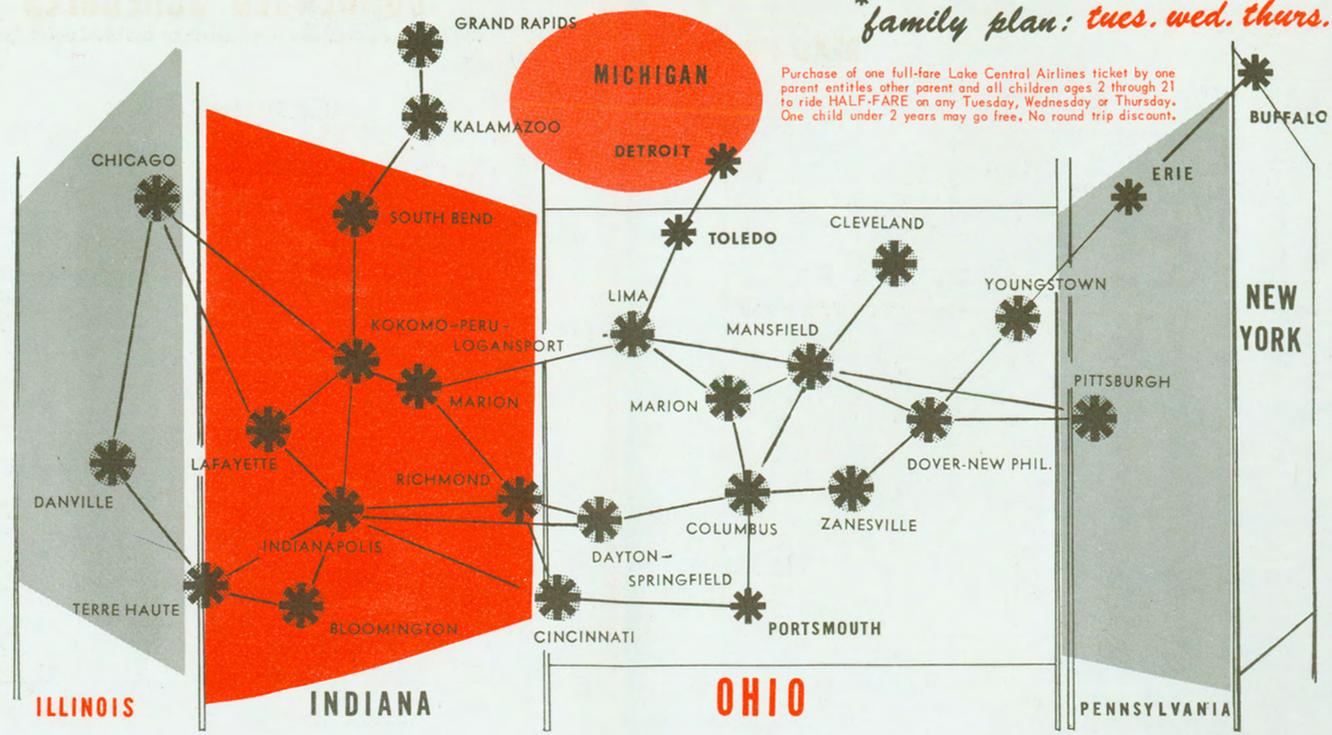 *family plan: tues. wed. thurs.
GRAND RAPIDS
MICHIGAN
Purchase of one full-fare Lake Central Airlines ticket by one
parent entitles other parent and all children ages 2 through 21
to ride HALF-FARE on any Tuesday, Wednesday or Thursday.
One child under 2 years may go free. No round trip discount.
BUFFALO
KALAMAZOO
DETROIT
CHICAGO
ERIE
SOUTH BEND
TOLEDO
CLEVELAND
YOUNGSTOWN
LIMA
NEW
YORK
KOKOMO-PERU-
LOGANSPORT
MANSFIELD
PITTSBURGH
MARION
MARION
LAFAYETTE
DOVER-NEW PHIL.
RICHMOND
DANVILLE
COLUMBUS
ZANESVILLE
INDIANAPOLIS
DAYTON-
SPRINGFIELD
TERRE HAUTE
BLOOMINGTON
CINCINNATI
PORTSMOUTH
ILLINOIS
INDIANA
OHIO
PENNSYLVANIA